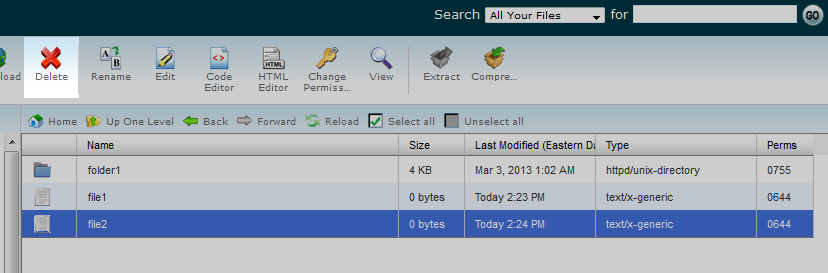 Search All Your Files for GO
load Delete Rename Edit Code Editor HTML Editor Change Permiss... View Extract Compre...
Home Up One Level Back Forward Reload Select all Unselect all
Name Size Last Modified (Eastern Da Type Perms
folder1 4 KB Mar 3, 2013 1:02 AM httpd/unix-directory 0755
file1 0 bytes Today 2:23 PM text/x-generic 0644
file2 0 bytes Today 2:24 PM text/x-generic 0644